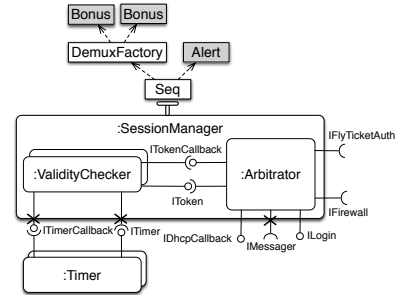 Bonus Bonus
DemuxFactory Alert
Seq
:SessionManager
IFlyTicketAuth
ITokenCallback
:ValidityChecker :Arbitrator
IToken
IFirewall
ITimerCallback ITimer IDhcpCallback ILogin
IMessager
:Timer